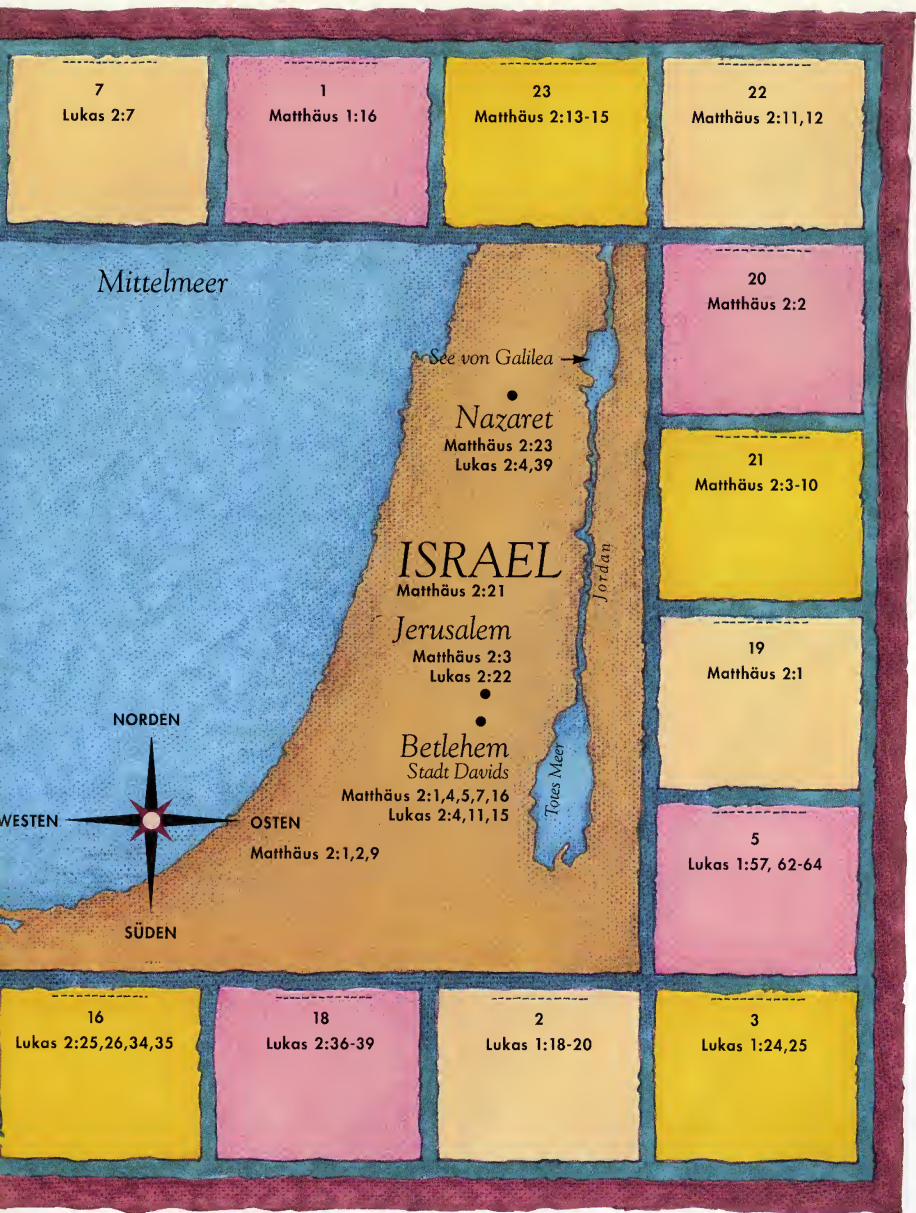 7
Lukas 2:7
1
Matthäus 1:16
23
Matthäus 2:13-15
22
Matthäus 2:11,12
Mittelmeer
20
Matthäus 2:2
See von Galilea
Nazaret
Matthäus 2:23
Lukas 2:4,39
21
Matthäus 2:3-10
ISRAEL
Matthäus 2:21
Jordan
Jerusalem
Matthäus 2:3
Lukas 2:22
19
Matthäus 2:1
NORDEN
Betlehem
Stadt Davids
Totes Meer
Matthäus 2:1,4,5,7,16
Lukas 2:4,11,15
WESTEN
OSTEN
Matthäus 2:1,2,9
5
Lukas 1:57, 62-64
SÜDEN
16
Lukas 2:25,26,34,35
18
Lukas 2:36-39
2
Lukas 1:18-20
3
Lukas 1:24,25